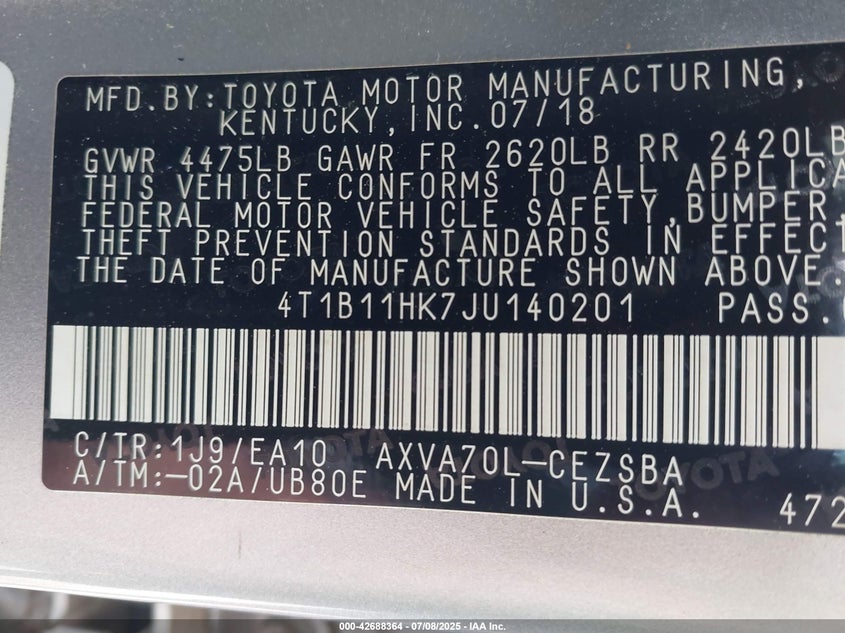 MFD.BY:TOYOTA MOTOR MANUFACTURING,
KENTUCKY,INC.07/18
GVWR 4475LB GAWR FR 2620LB RR 2420LB
THIS VEHICLE CONFORMS TO ALL APPLICA
FEDERAL MOTOR VEHICLE SAFETY,BUMPER,
THEFT PREVENTION STANDARDS IN EFFECT
THE DATE OF MANUFACTURE SHOWN ABOVE.
4T1B11HK7JU140201 PASS.
C/TR:1J9/EA10 AXVA70L-CEZSBA
A/TM:-02A/UB80E MADE IN U.S.A.
472
TOYOTA
000-42688364 - 07/08/2025 - IAA Inc.